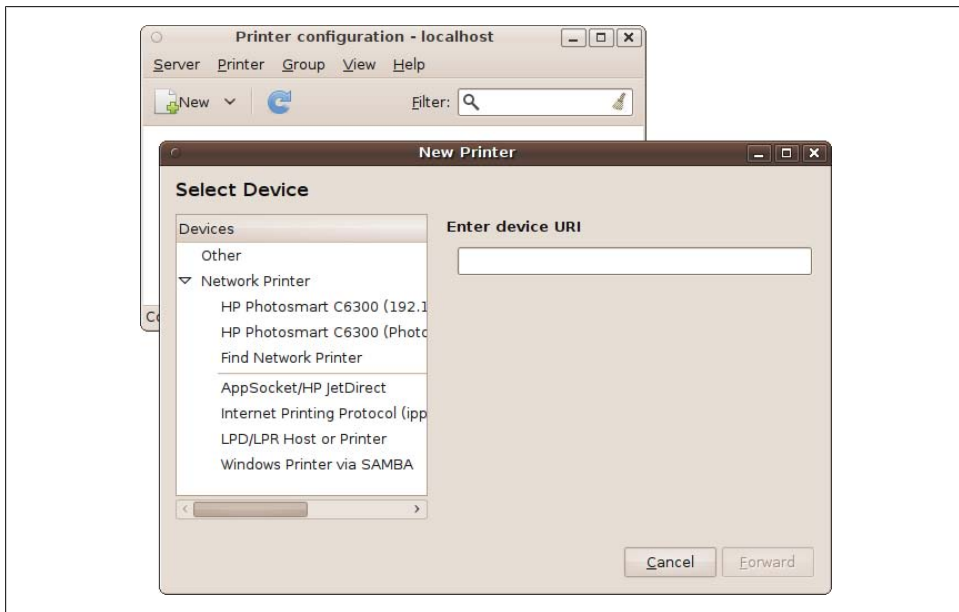 Printer configuration - localhost
Server Printer Group View Help
New Filter:
New Printer
Select Device
Devices
Enter device URI
Other
Network Printer
HP Photosmart C6300 (192.1
HP Photosmart C6300 (Photo
Find Network Printer
AppSocket/HP JetDirect
Internet Printing Protocol (ipp
LPD/LPR Host or Printer
Windows Printer via SAMBA
Cancel Forward